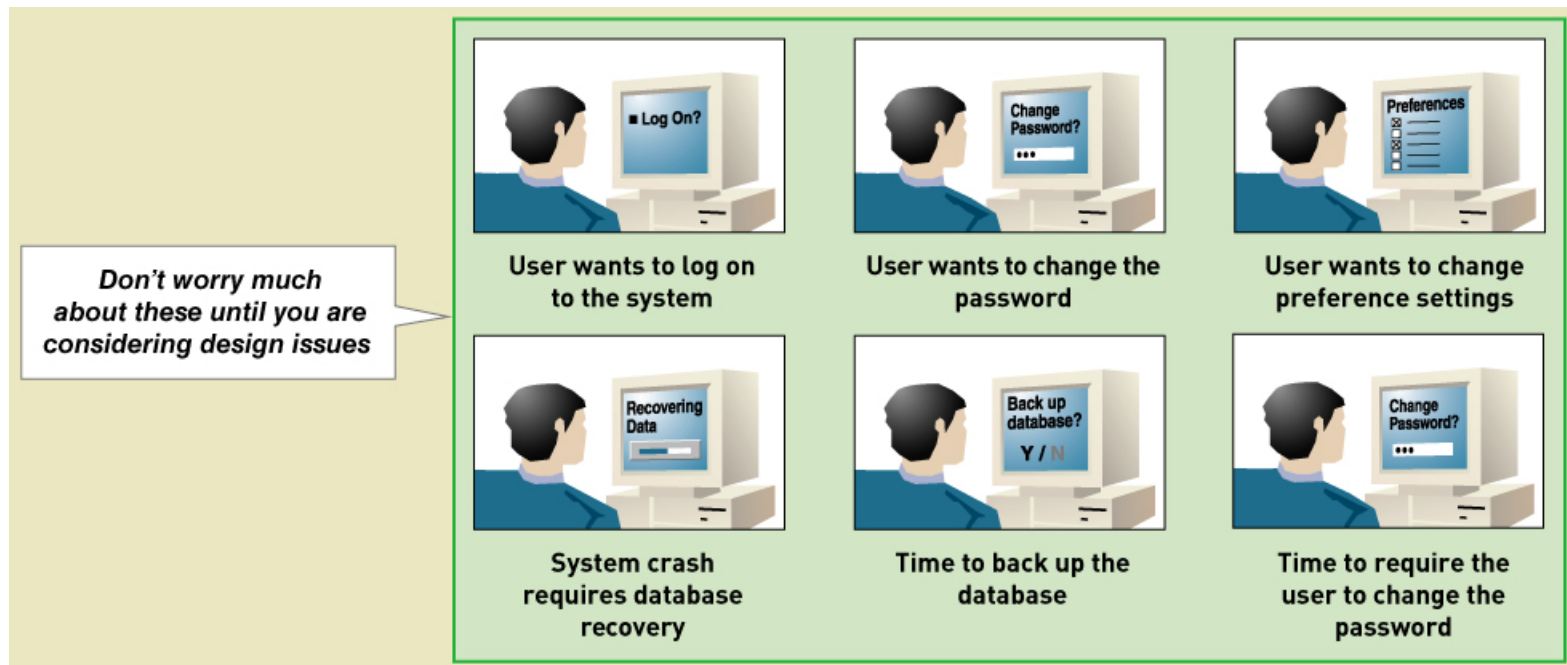 Don't worry much
about these until you are
considering design issues
Log On?
User wants to log on
to the system
Change
Password?
User wants to change the
password
Preferences
User wants to change
preference settings
Recovering
Data
System crash
requires database
recovery
Back up
database?
Y / N
Time to back up the
database
Change
Password?
Time to require the
user to change the
password